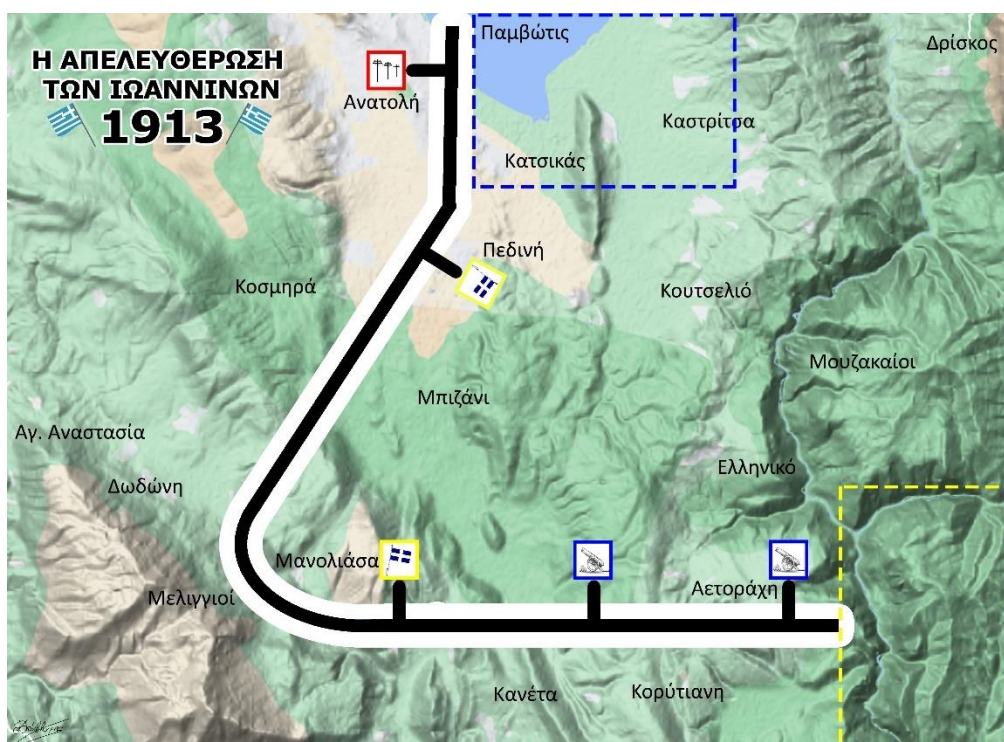 Η ΑΠΕΛΕΥΘΕΡΩΣΗ
ΤΩΝ ΙΩΑΝΝΙΝΩΝ
1913
Παμβώτις
Δρίσκος
Ανατολή
Καστρίτσα
Κατσικάς
Πεδινή
Κοσμηρά
Κουτσελιό
Μουζακαίοι
Μπιζάνι
Αγ. Αναστασία
Ελληνικό
Δωδώνη
Μανολιάσα
Αετοράχη
Μελιγγιοί
Κανέτα
Κορύτιανη